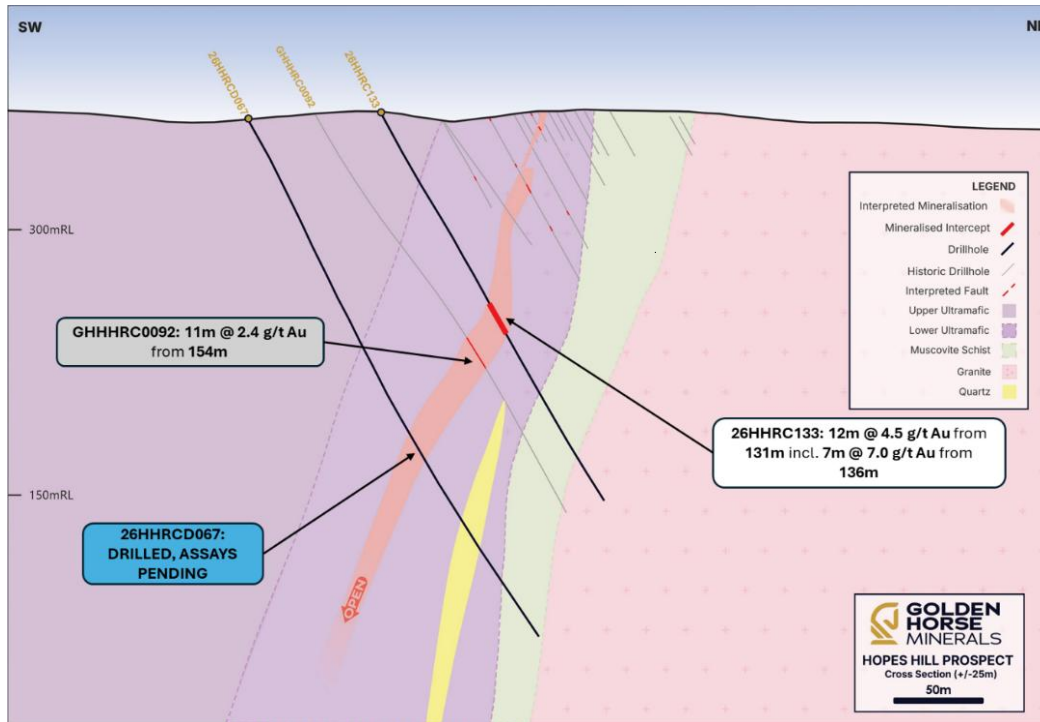 SW
NE
26HHRCD067
GHHHRC0092
26HHRC133
LEGEND
Interpreted Mineralisation
Mineralised Intercept
Drillhole
Historic Drillhole
Interpreted Fault
Upper Ultramafic
Lower Ultramafic
Muscovite Schist
Granite
Quartz
300mRL
GHHHRC0092: 11m @ 2.4 g/t Au
from 154m
26HHRC133: 12m @ 4.5 g/t Au from
131m incl. 7m @ 7.0 g/t Au from
136m
150mRL
26HHRCD067:
DRILLED, ASSAYS
PENDING
OPEN
GOLDEN
HORSE
MINERALS
HOPES HILL PROSPECT
Cross Section (+/-25m)
50m